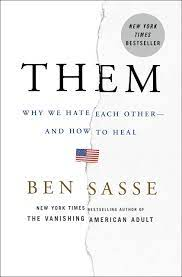 NEW YORK
TIMES
BESTSELLER
THEM
WHY WE HATE EACH OTHER—
AND HOW TO HEAL
BEN SASSE
NEW YORK TIMES BESTSELLING AUTHOR OF
THE VANISHING AMERICAN ADULT